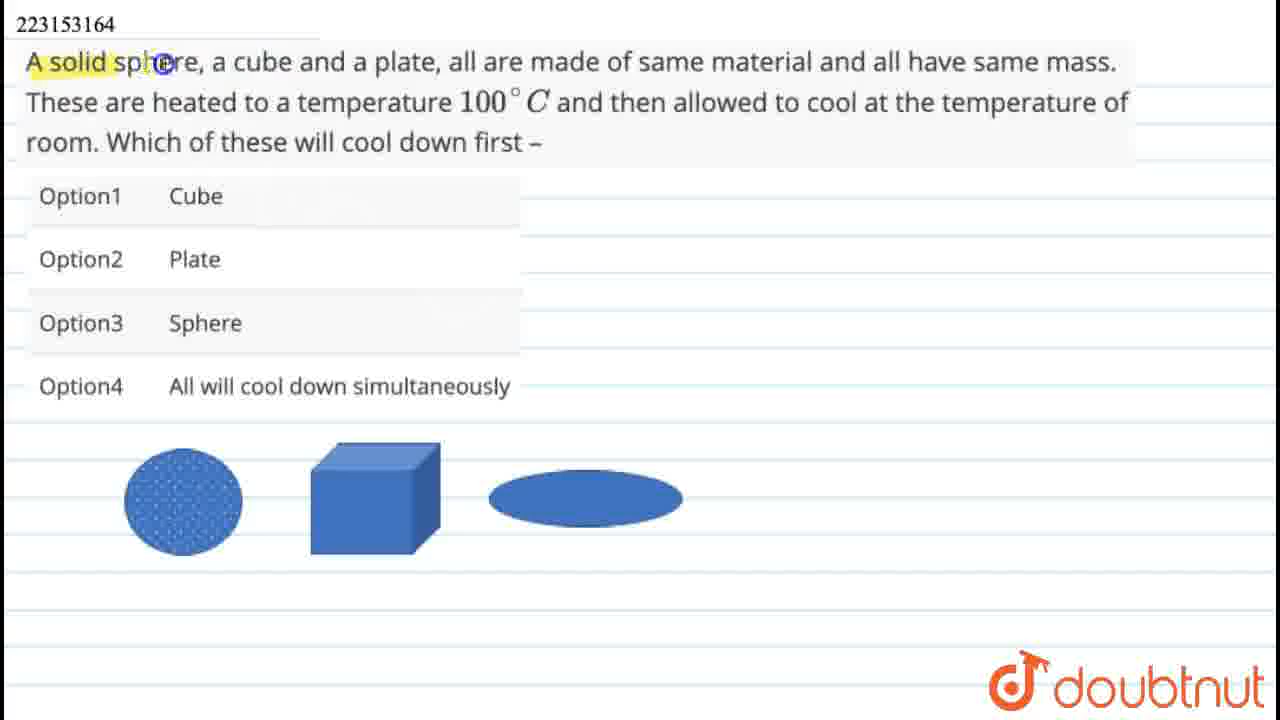 223153164
A solid sphere, a cube and a plate, all are made of same material and all have same mass.
These are heated to a temperature 100°C and then allowed to cool at the temperature of
room. Which of these will cool down first –
Option1 Cube
Option2 Plate
Option3 Sphere
Option4 All will cool down simultaneously
doubtnut